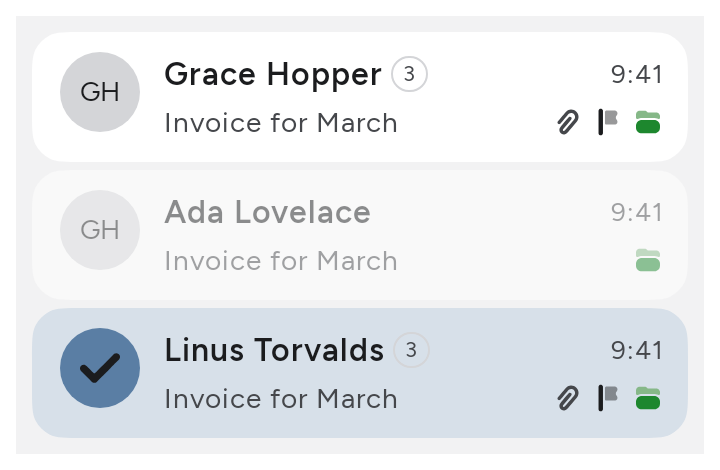 GH
Grace Hopper 3 9:41
Invoice for March
GH
Ada Lovelace 9:41
Invoice for March
Linus Torvalds 3 9:41
Invoice for March